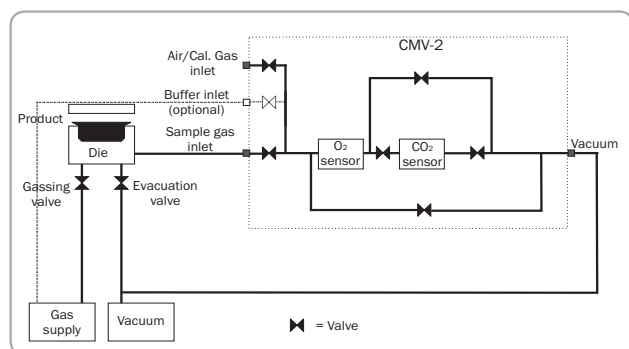 CMV-2
Air/Cal. Gas
inlet
Buffer inlet
(optional)
Product
Sample gas
inlet
Die
O₂
sensor
CO₂
sensor
Vacuum
Gassing
valve
Evacuation
valve
Gas
supply
Vacuum
= Valve